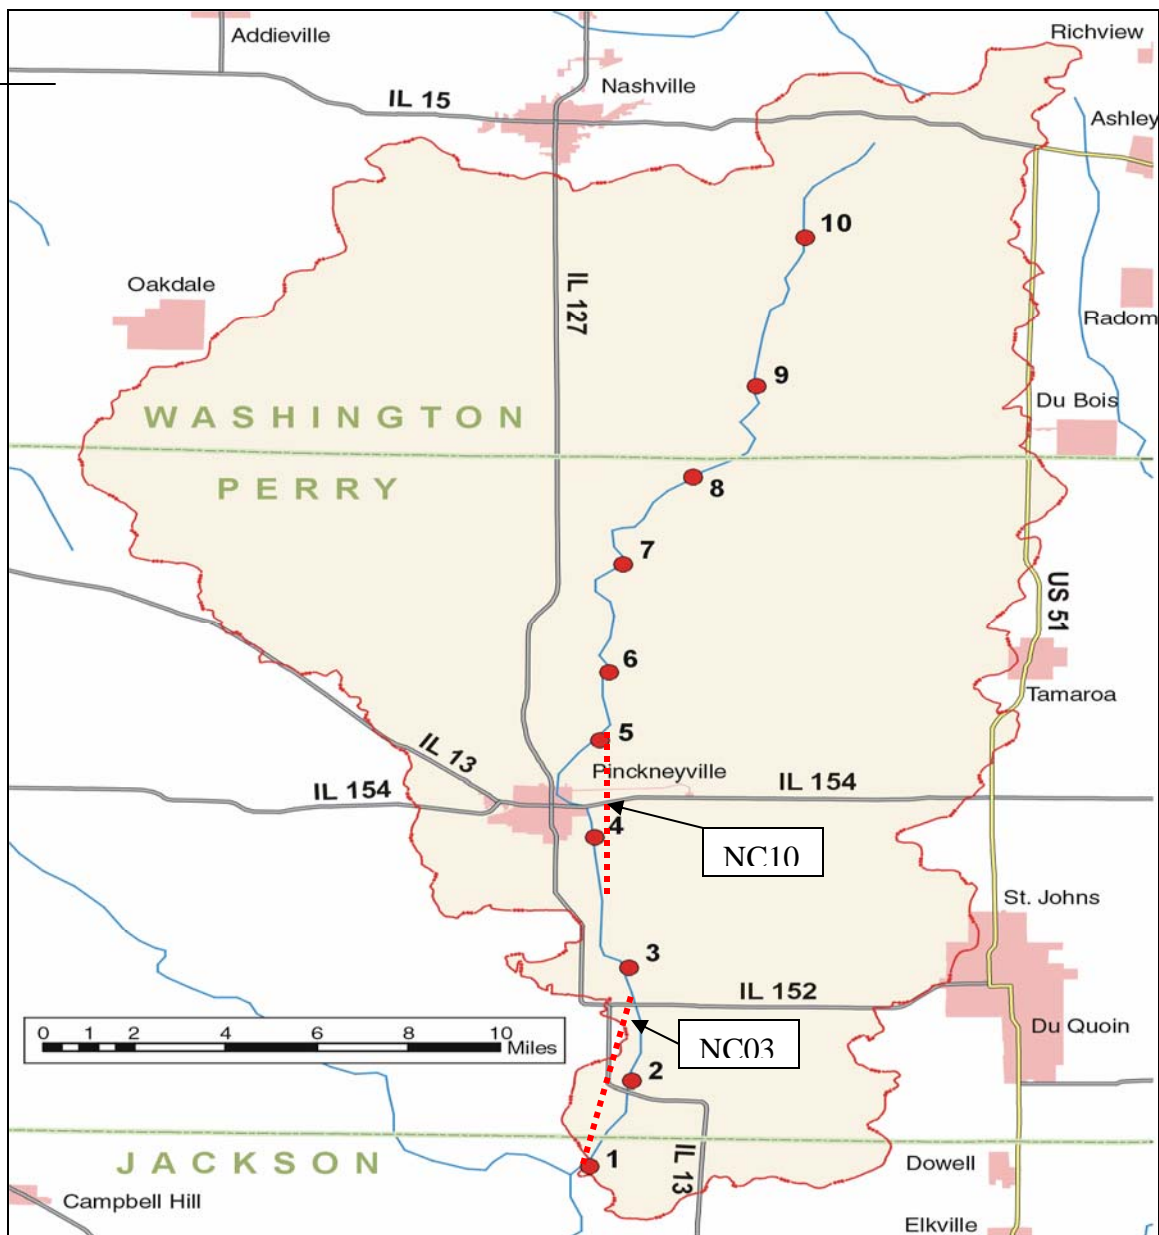 Addieville
Richview
Nashville
IL 15
Ashley
10
Oakdale
IL 127
Radom
9
Du Bois
WASHINGTON
PERRY
8
7
US 51
6
Tamaroa
5
IL 13
Pinckneyville
IL 154
IL 154
4
NC10
St. Johns
3
IL 152
0 1 2 4 6 8 10
Miles
Du Quoin
NC03
2
JACKSON
1
IL 13
Dowell
Campbell Hill
Elkville